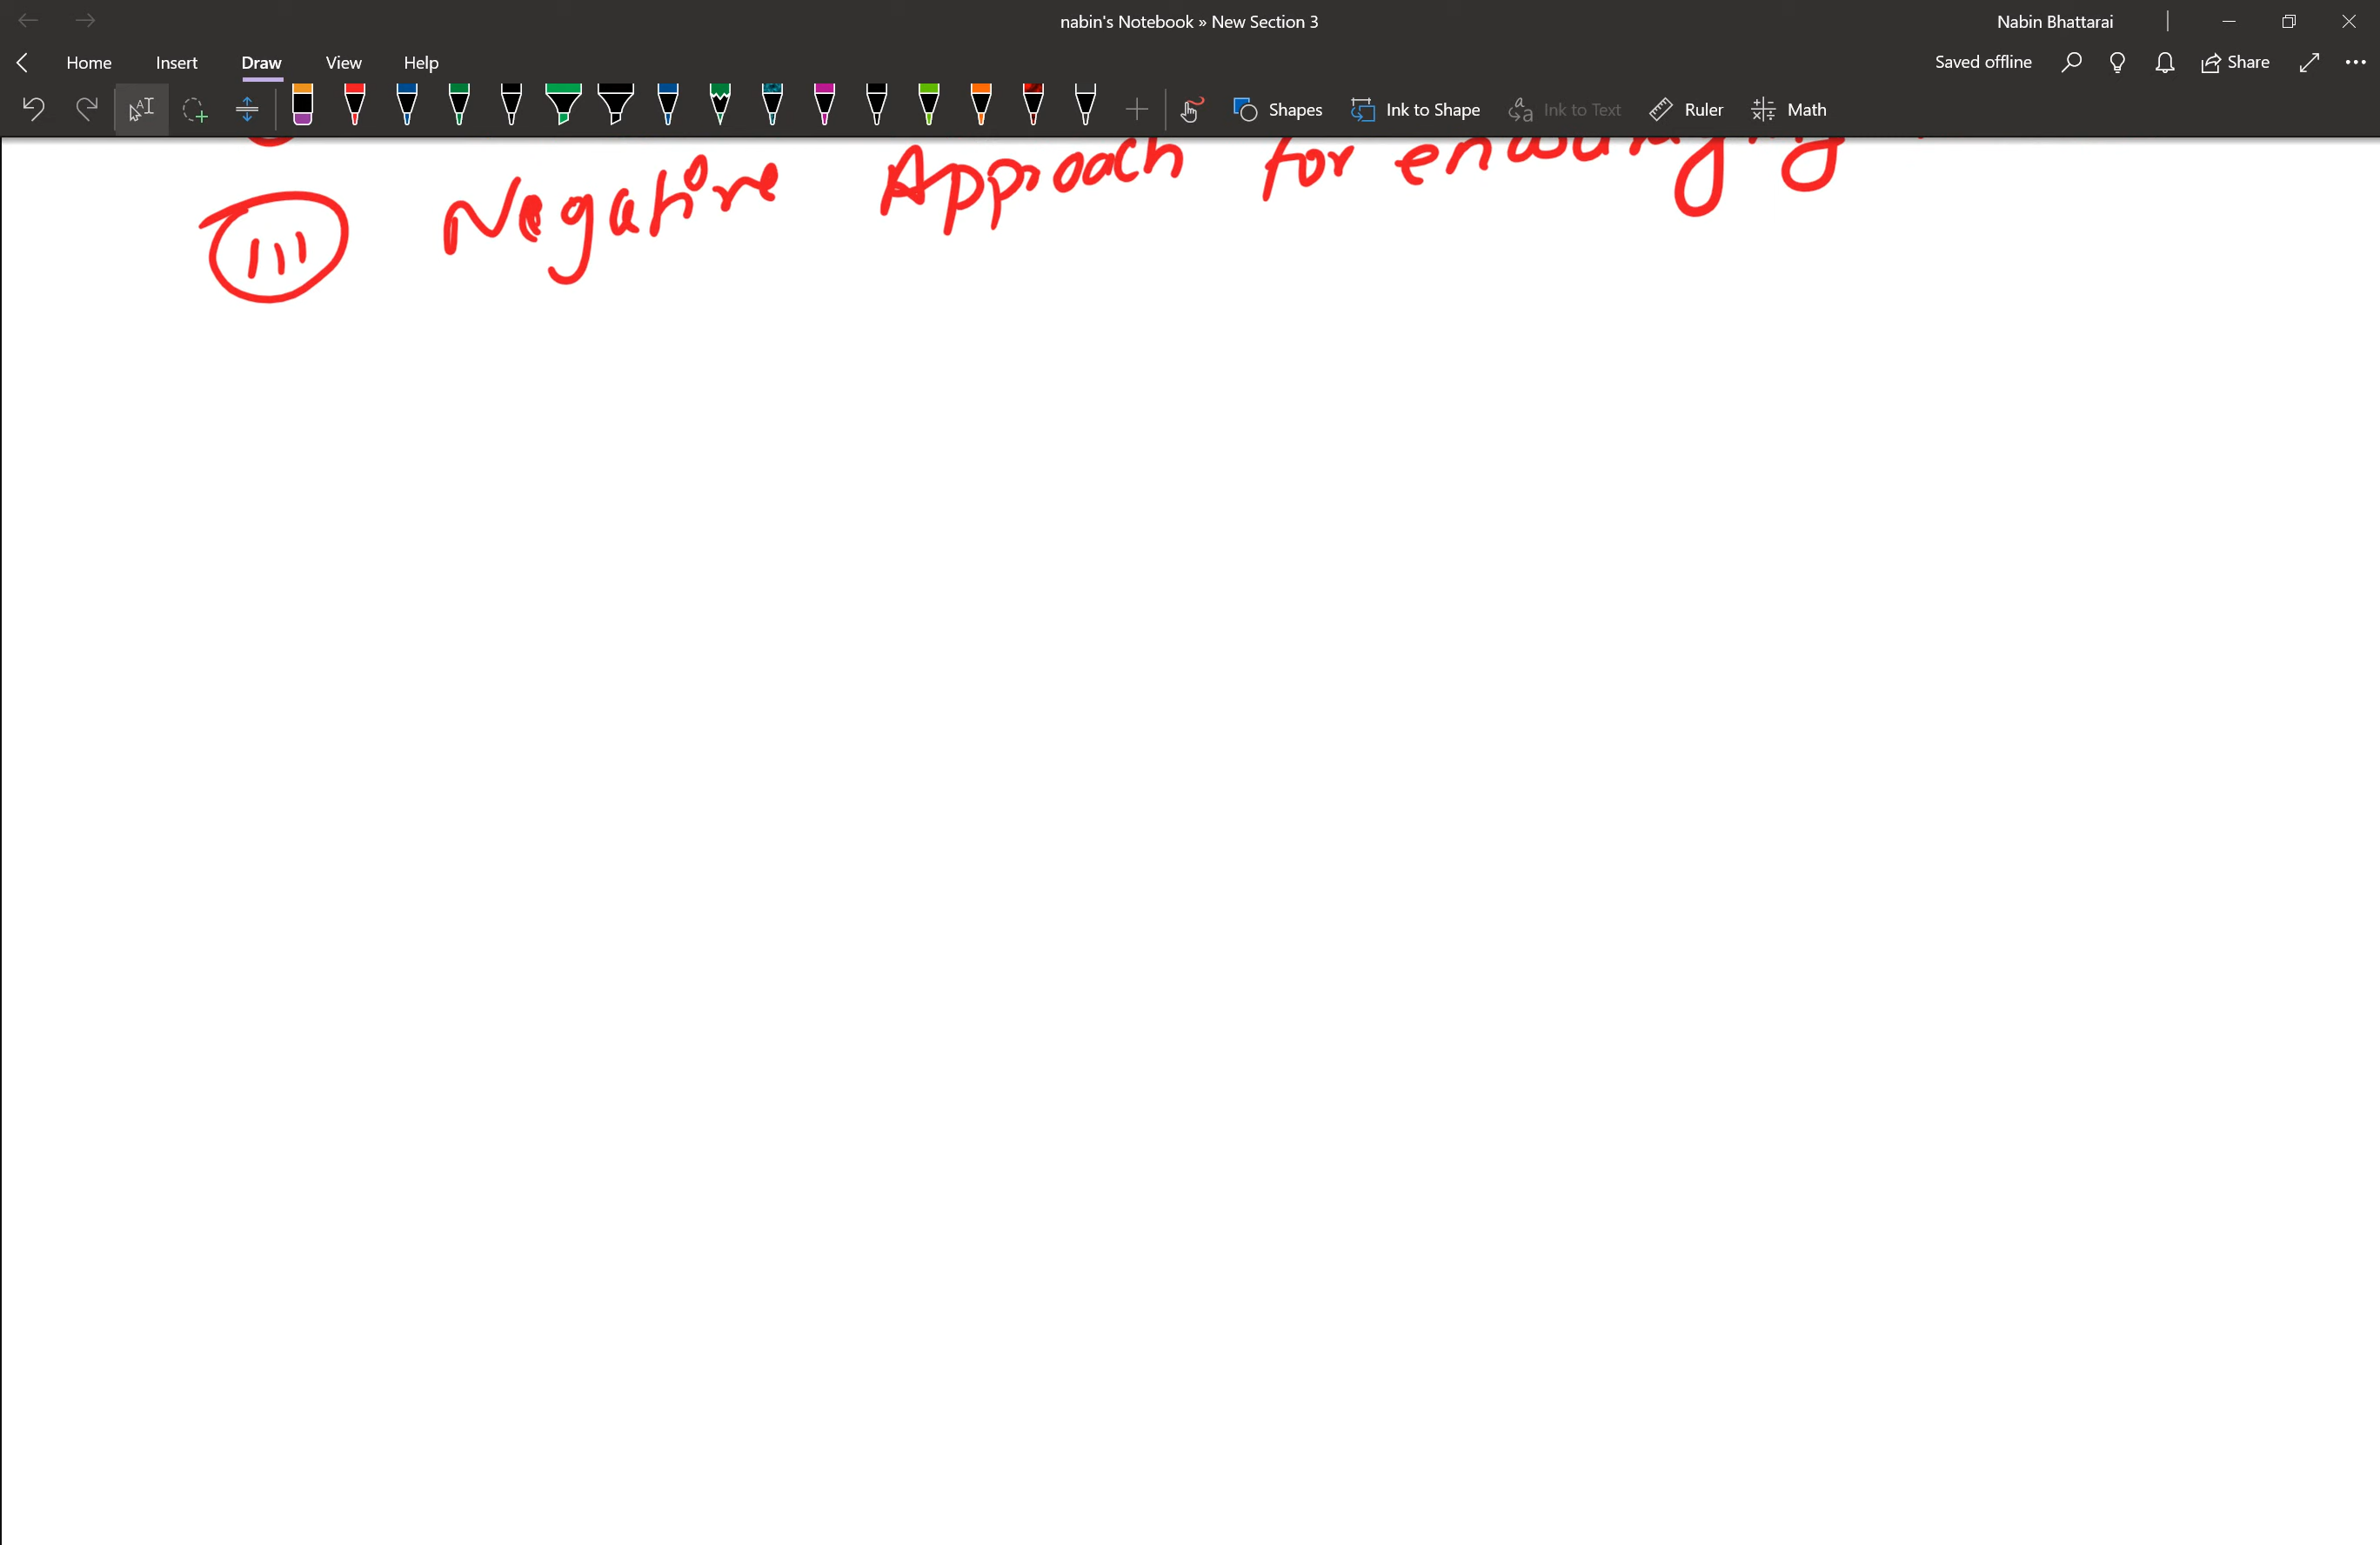 nabin's Notebook » New Section 3
Nabin Bhattarai
Home Insert Draw View Help
Saved offline
Share
Shapes
Ink to Shape
Ink to Text
Ruler
Math
III Negative Approach for